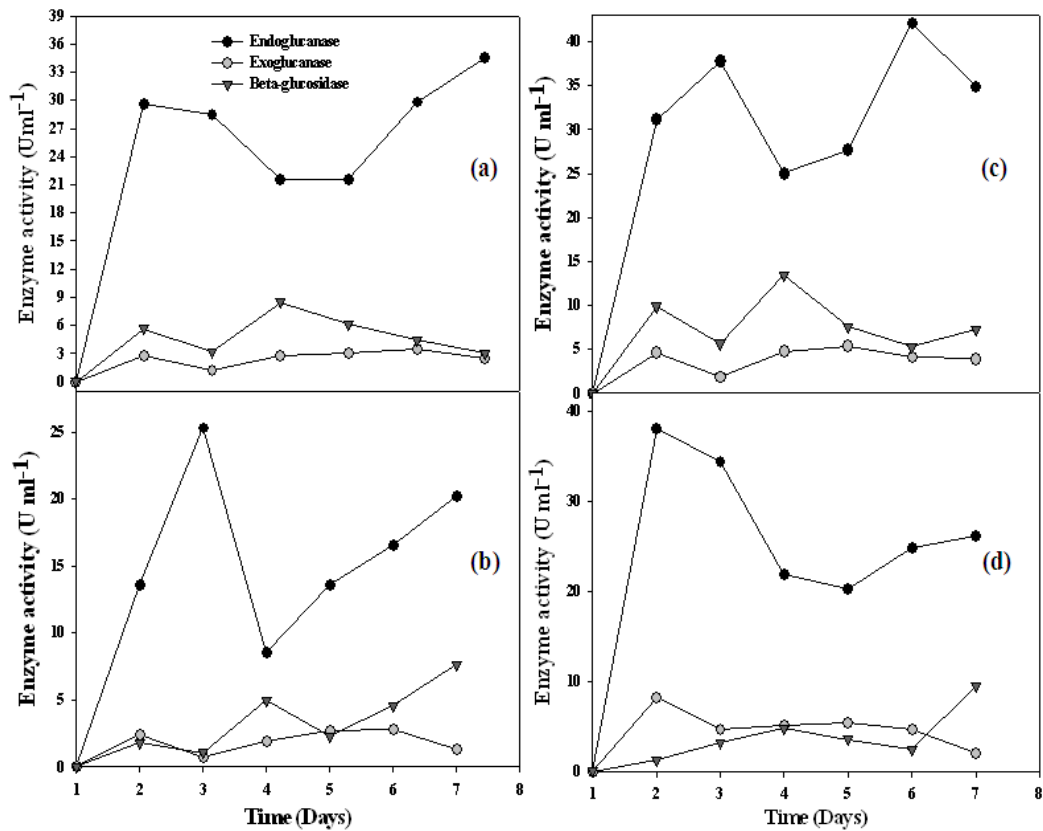 Enzyme activity (Uml⁻¹)
39
36
33
30
27
24
21
18
15
12
9
6
3
0
Endoglucanase
Exoglucanase
Beta-glucosidase
(a)
Enzyme activity (U ml⁻¹)
40
35
30
25
20
15
10
5
0
(c)
Enzyme activity (U ml⁻¹)
25
20
15
10
5
0
(b)
1 2 3 4 5 6 7 8
Time (Days)
Enzyme activity (U ml⁻¹)
40
30
20
10
0
(d)
1 2 3 4 5 6 7 8
Time (Days)